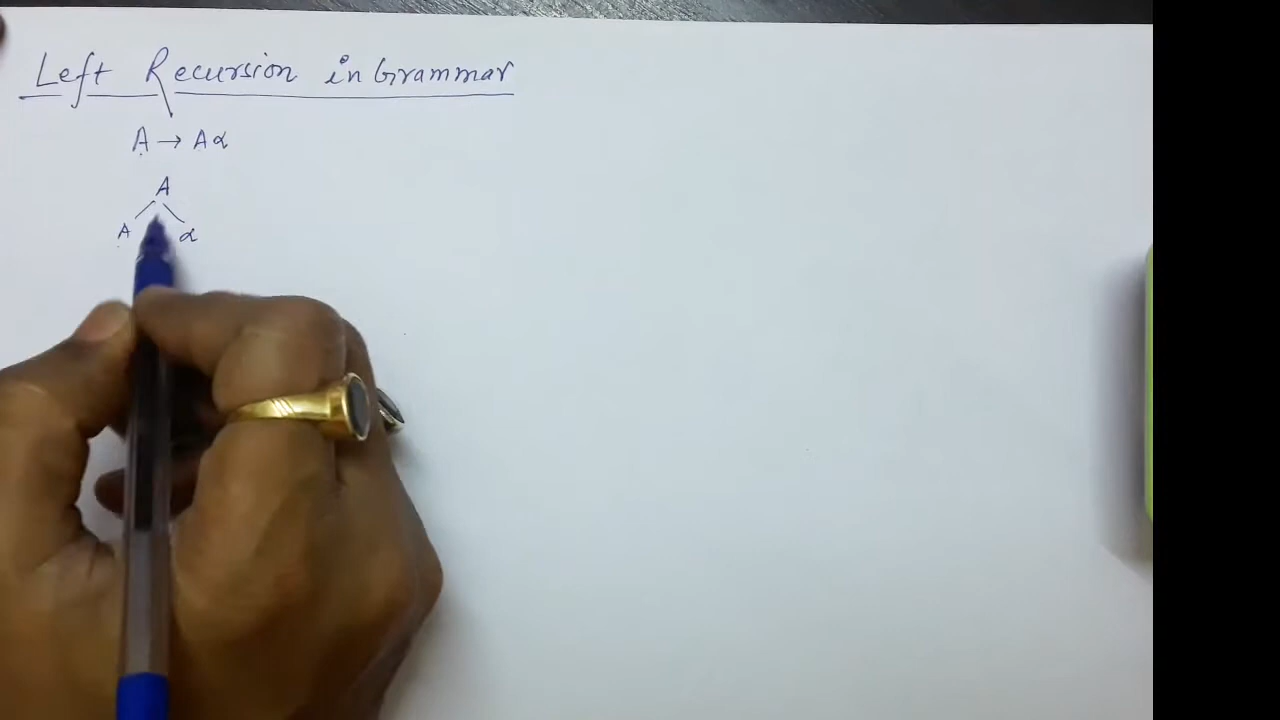 Left Recursion in Grammar
A → Aα
A
A α